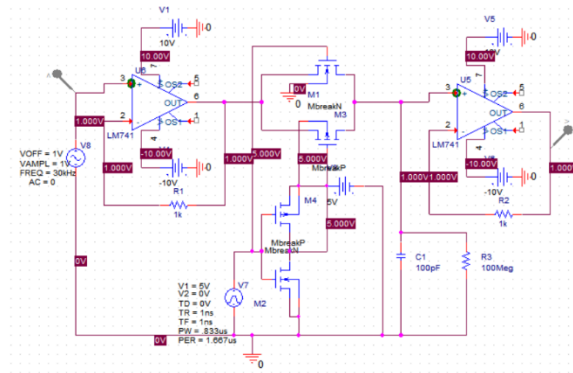 V1
0
10V
10.00V
U6
7
3
+
OS2
5
OUT
6
2
-
OS1
1
4
LM741
1.000V
1.000V
-10.00V
-10V
0
R1
1k
V8
VOFF = 1V
VAMPL = 1V
FREQ = 30kHz
AC = 0
0V
0V
0
M1
MbreakN
M3
1.000V
5.000V
5.000V
MbreakP
5V
5.000V
M4
MbreakP
MbreakN
M2
V7
V1 = 5V
V2 = 0V
TD = 0V
TR = 1ns
TF = 1ns
PW = .833us
PER = 1.667us
0V
0
V5
0
10V
10.00V
U5
7
3
+
OS2
5
OUT
6
2
-
OS1
1
4
LM741
1.000V
1.000V
-10.00V
-10V
0
R2
1k
1.000V
C1
100pF
R3
100Meg